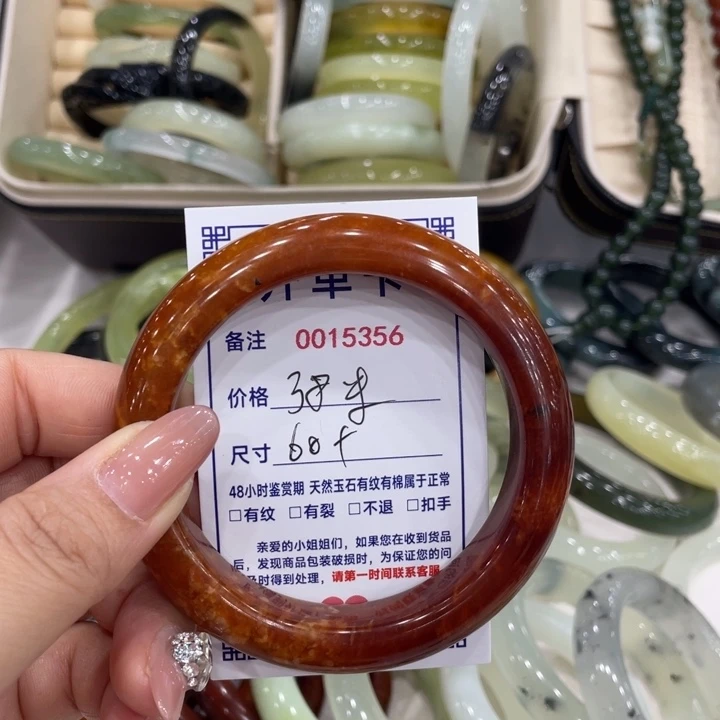 开单卡
备注 0015356
价格
尺寸 60+
48小时鉴赏期 天然玉石有纹有棉属于正常
□有纹 □有裂 □不退 □扣手
亲爱的小姐姐们，如果您在收到货品
后，发现商品包装破损时，为保证您的问
及时得到处理，请第一时间联系客服